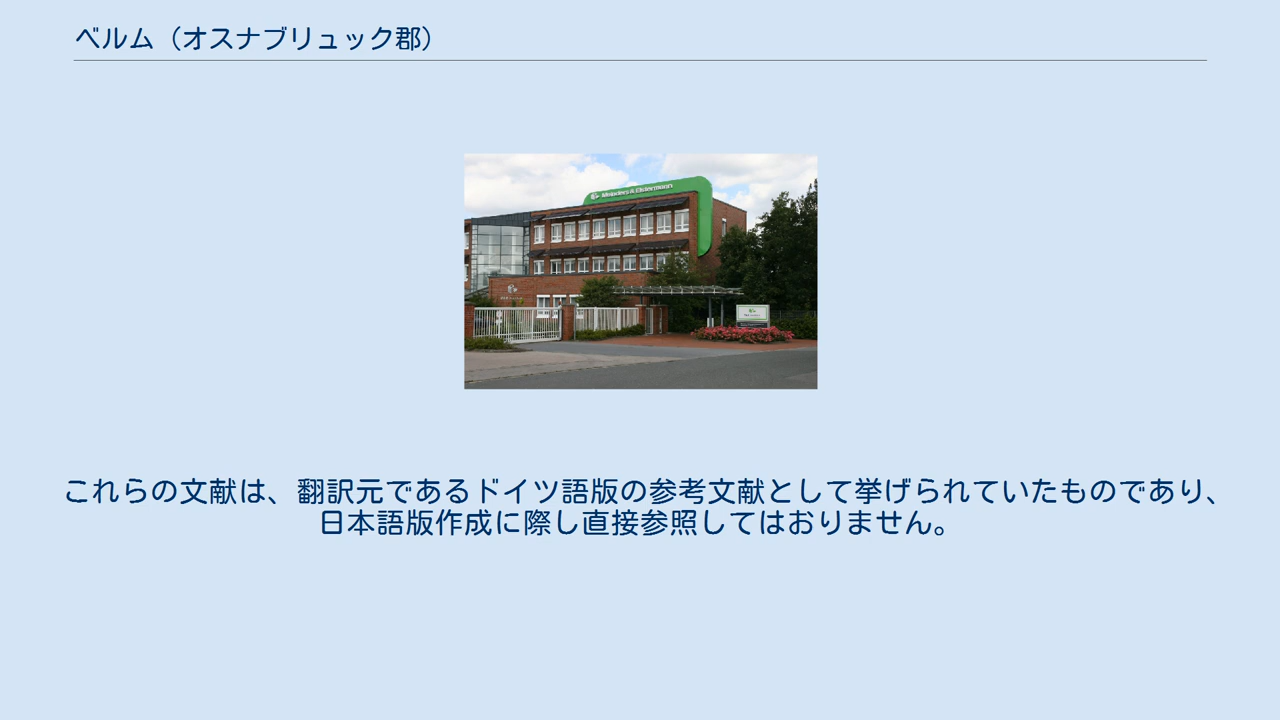 ベルム（オスナブリュック郡）
Meinders & Elstermann
これらの文献は、翻訳元であるドイツ語版の参考文献として挙げられていたものであり、
日本語版作成に際し直接参照してはおりません。